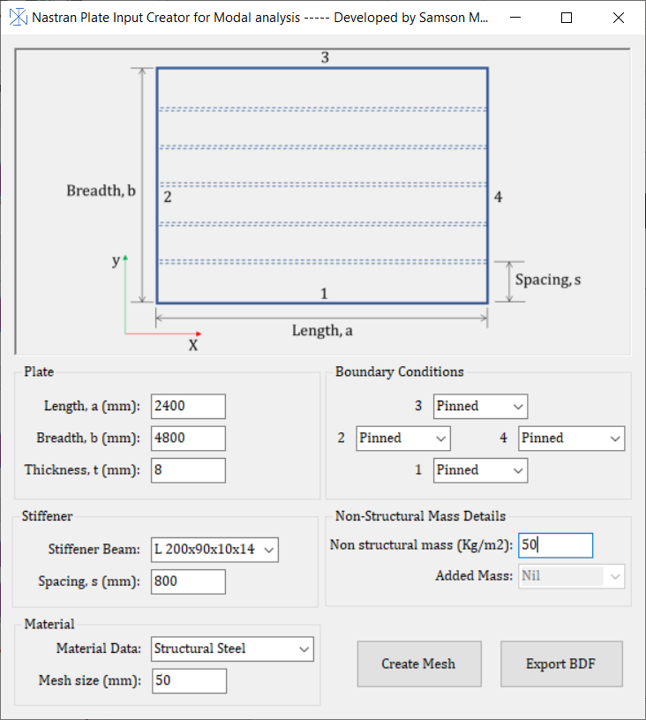 Nastran Plate Input Creator for Modal analysis ----- Developed by Samson M...
3
Breadth, b
2
4
y
Spacing, s
1
Length, a
X
Plate
Length, a (mm): 2400
Breadth, b (mm): 4800
Thickness, t (mm): 8
Boundary Conditions
3 Pinned
2 Pinned 4 Pinned
1 Pinned
Stiffener
Stiffener Beam: L 200x90x10x14
Spacing, s (mm): 800
Non-Structural Mass Details
Non structural mass (Kg/m2): 50
Added Mass: Nil
Material
Material Data: Structural Steel
Mesh size (mm): 50
Create Mesh
Export BDF